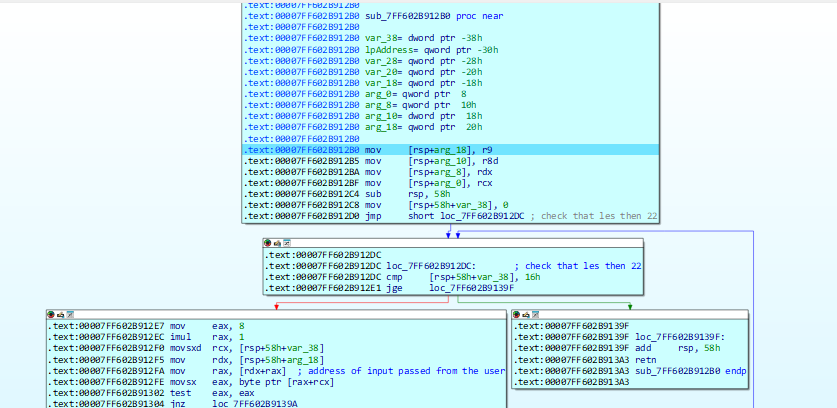 .text:00007FF602B912B0
.text:00007FF602B912B0 sub_7FF602B912B0 proc near
.text:00007FF602B912B0
.text:00007FF602B912B0 var_38= dword ptr -38h
.text:00007FF602B912B0 lpAddress= qword ptr -30h
.text:00007FF602B912B0 var_28= qword ptr -28h
.text:00007FF602B912B0 var_20= qword ptr -20h
.text:00007FF602B912B0 var_18= qword ptr -18h
.text:00007FF602B912B0 arg_0= qword ptr  8
.text:00007FF602B912B0 arg_8= qword ptr  10h
.text:00007FF602B912B0 arg_10= dword ptr  18h
.text:00007FF602B912B0 arg_18= qword ptr  20h
.text:00007FF602B912B0
.text:00007FF602B912B0 mov     [rsp+arg_18], r9
.text:00007FF602B912B5 mov     [rsp+arg_10], r8d
.text:00007FF602B912BA mov     [rsp+arg_8], rdx
.text:00007FF602B912BF mov     [rsp+arg_0], rcx
.text:00007FF602B912C4 sub     rsp, 58h
.text:00007FF602B912C8 mov     [rsp+58h+var_38], 0
.text:00007FF602B912D0 jmp     short loc_7FF602B912DC ; check that les then 22
.text:00007FF602B912DC
.text:00007FF602B912DC loc_7FF602B912DC:       ; check that les then 22
.text:00007FF602B912DC cmp     [rsp+58h+var_38], 16h
.text:00007FF602B912E1 jge     loc_7FF602B9139F
.text:00007FF602B912E7 mov     eax, 8
.text:00007FF602B912EC imul    rax, 1
.text:00007FF602B912F0 movsxd  rcx, [rsp+58h+var_38]
.text:00007FF602B912F5 mov     rdx, [rsp+58h+arg_18]
.text:00007FF602B912FA mov     rax, [rdx+rax]  ; address of input passed from the user
.text:00007FF602B912FE movsx   eax, byte ptr [rax+rcx]
.text:00007FF602B91302 test    eax, eax
.text:00007FF602B91304 jnz     loc_7FF602B9139A
.text:00007FF602B9139F
.text:00007FF602B9139F loc_7FF602B9139F:
.text:00007FF602B9139F add     rsp, 58h
.text:00007FF602B913A3 retn
.text:00007FF602B913A3 sub_7FF602B912B0 endp
.text:00007FF602B913A3